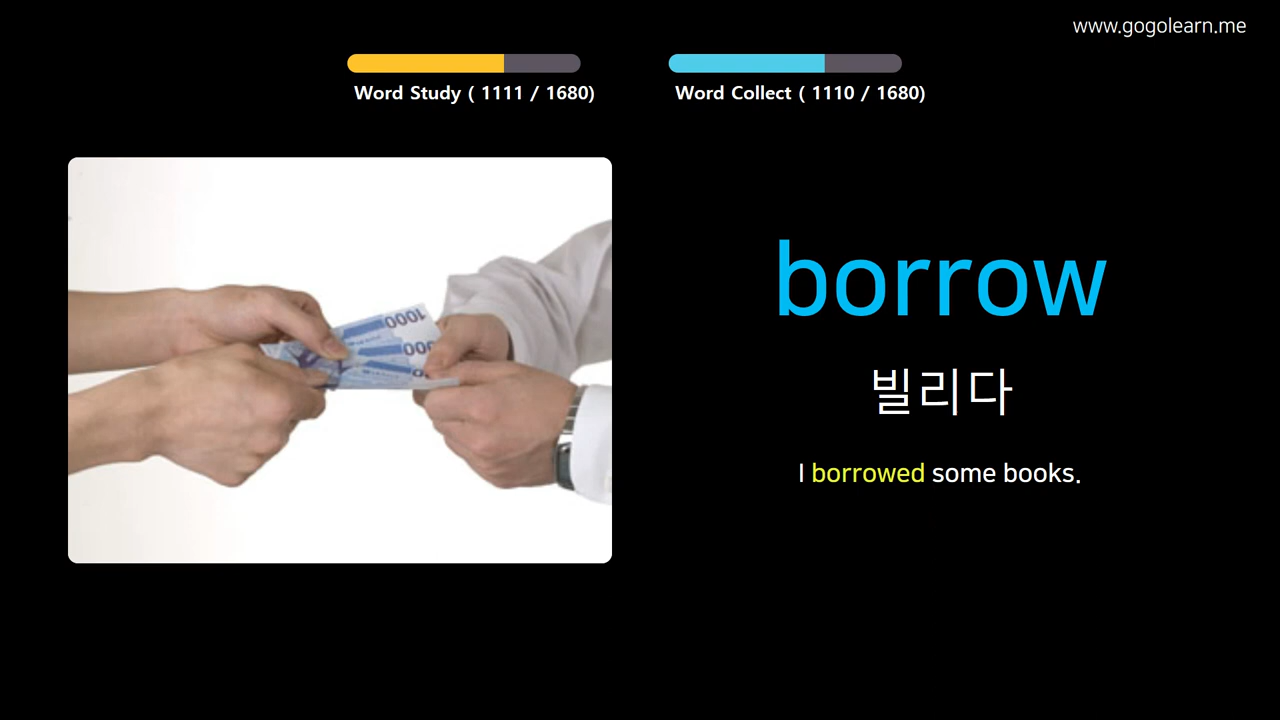 www.gogolearn.me
Word Study ( 1111 / 1680)
Word Collect ( 1110 / 1680)
1000
borrow
빌리다
I borrowed some books.